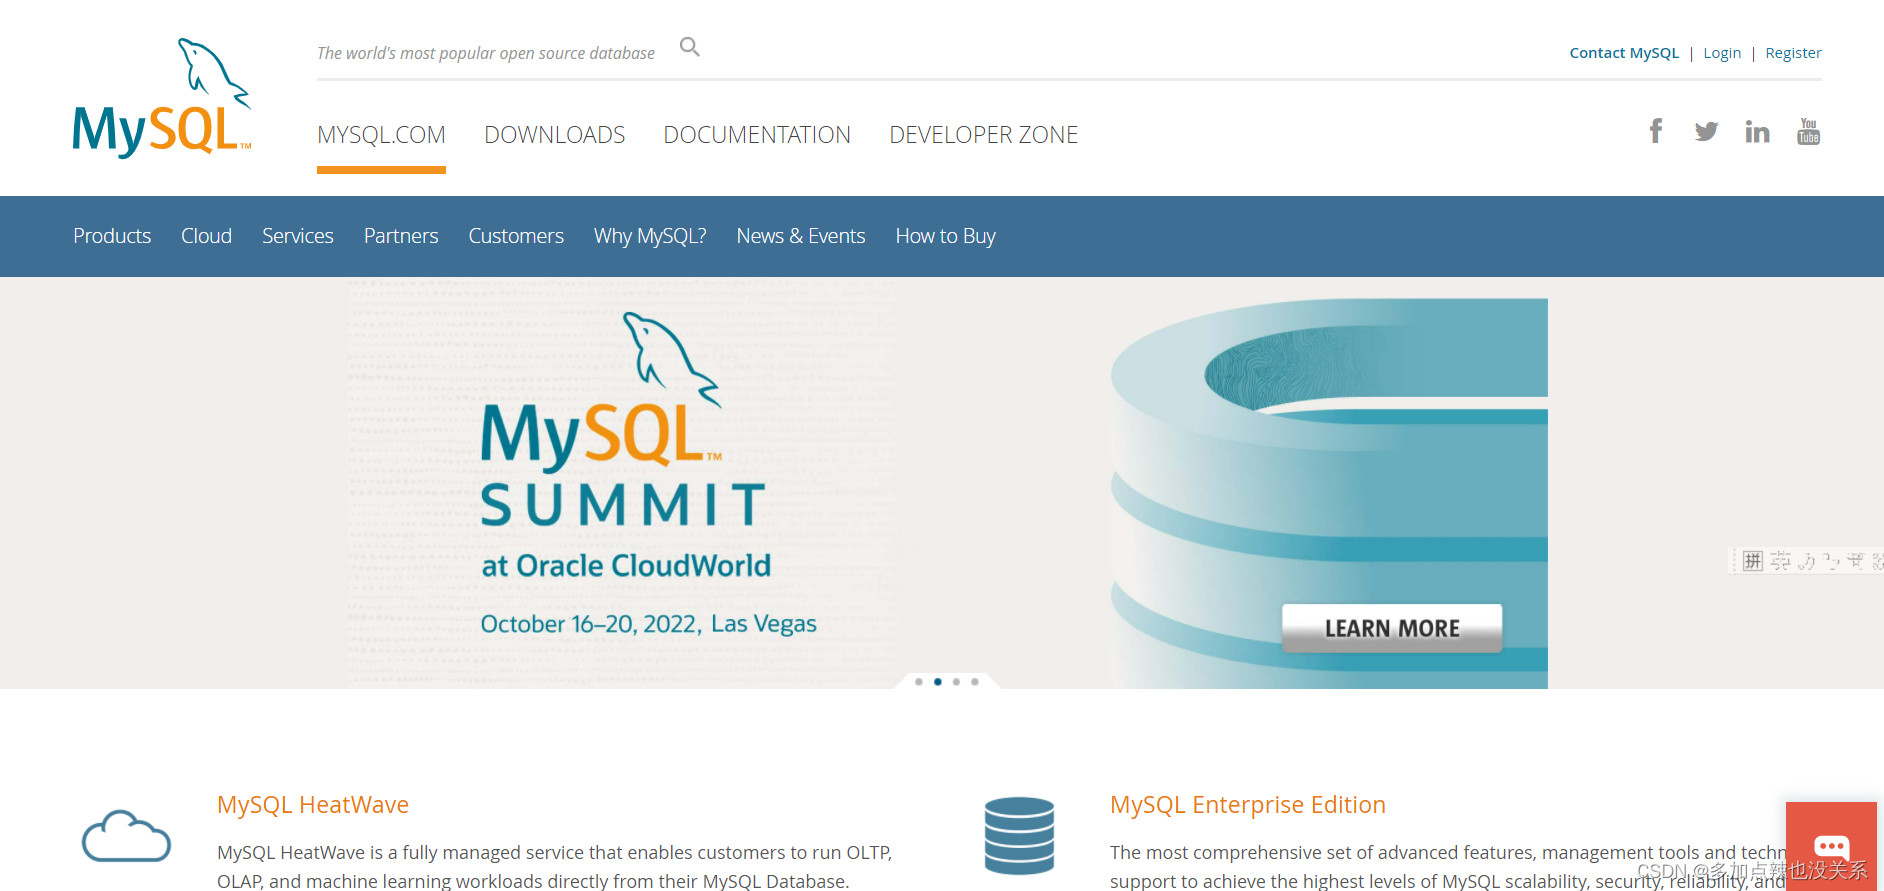 The world's most popular open source database
Contact MySQL | Login | Register
MySQL™
MYSQL.COM DOWNLOADS DOCUMENTATION DEVELOPER ZONE
You
Tube
Products Cloud Services Partners Customers Why MySQL? News & Events How to Buy
MySQL™
SUMMIT
at Oracle CloudWorld
October 16–20, 2022, Las Vegas
LEARN MORE
拼 英
MySQL HeatWave
MySQL HeatWave is a fully managed service that enables customers to run OLTP,
OLAP, and machine learning workloads directly from their MySQL Database.
MySQL Enterprise Edition
The most comprehensive set of advanced features, management tools and techn
support to achieve the highest levels of MySQL scalability, security, reliability, and
CSDN @多加点辣也没关系